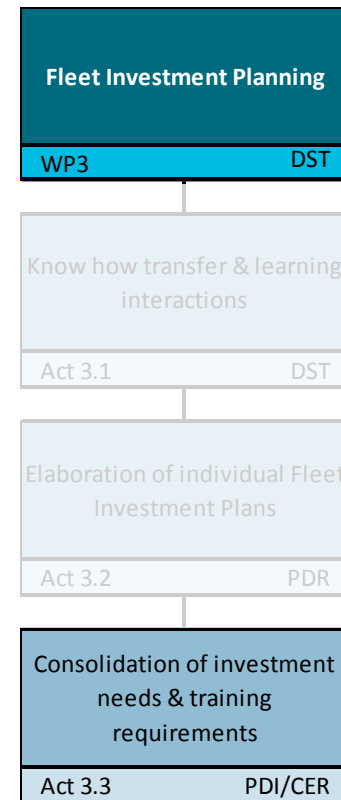 Fleet Investment Planning
WP3 DST
Know how transfer & learning
interactions
Act 3.1 DST
Elaboration of individual Fleet
Investment Plans
Act 3.2 PDR
Consolidation of investment
needs & training
requirements
Act 3.3 PDI/CER